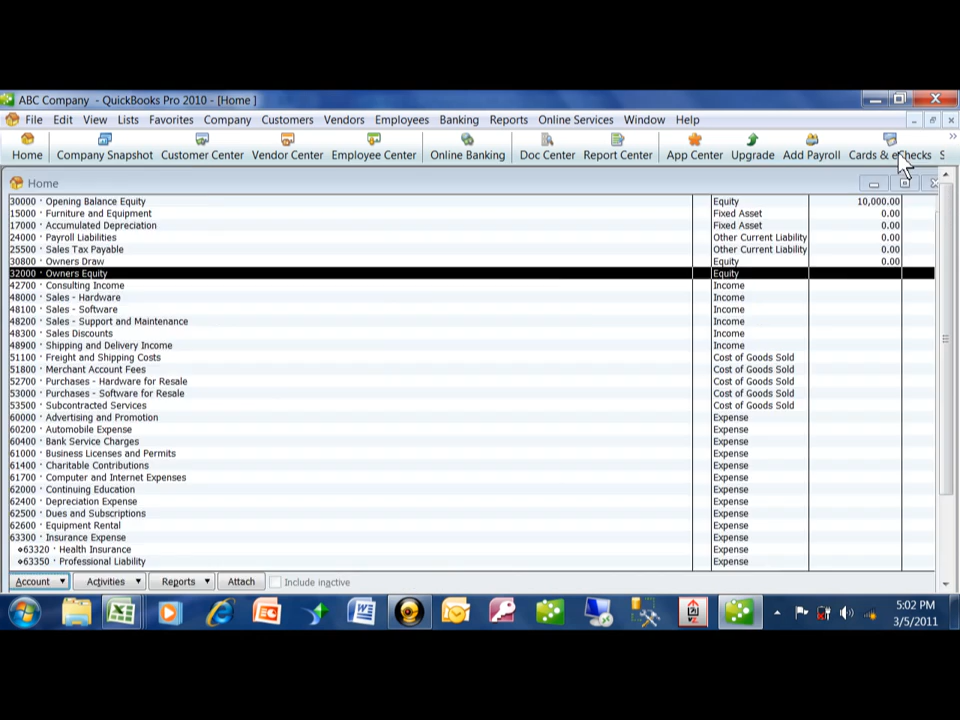 ABC Company - QuickBooks Pro 2010 - [Home ]
File Edit View Lists Favorites Company Customers Vendors Employees Banking Reports Online Services Window Help
Home Company Snapshot Customer Center Vendor Center Employee Center Online Banking Doc Center Report Center App Center Upgrade Add Payroll Cards & eChecks S
Home
30000 · Opening Balance Equity Equity 10,000.00
15000 · Furniture and Equipment Fixed Asset 0.00
17000 · Accumulated Depreciation Fixed Asset 0.00
24000 · Payroll Liabilities Other Current Liability 0.00
25500 · Sales Tax Payable Other Current Liability 0.00
30800 · Owners Draw Equity 0.00
32000 · Owners Equity Equity
42700 · Consulting Income Income
48000 · Sales - Hardware Income
48100 · Sales - Software Income
48200 · Sales - Support and Maintenance Income
48300 · Sales Discounts Income
48900 · Shipping and Delivery Income Income
51100 · Freight and Shipping Costs Cost of Goods Sold
51800 · Merchant Account Fees Cost of Goods Sold
52700 · Purchases - Hardware for Resale Cost of Goods Sold
53000 · Purchases - Software for Resale Cost of Goods Sold
53500 · Subcontracted Services Cost of Goods Sold
60000 · Advertising and Promotion Expense
60200 · Automobile Expense Expense
60400 · Bank Service Charges Expense
61000 · Business Licenses and Permits Expense
61400 · Charitable Contributions Expense
61700 · Computer and Internet Expenses Expense
62000 · Continuing Education Expense
62400 · Depreciation Expense Expense
62500 · Dues and Subscriptions Expense
62600 · Equipment Rental Expense
63300 · Insurance Expense Expense
63320 · Health Insurance Expense
63350 · Professional Liability Expense
Account Activities Reports Attach Include inactive
5:02 PM
3/5/2011